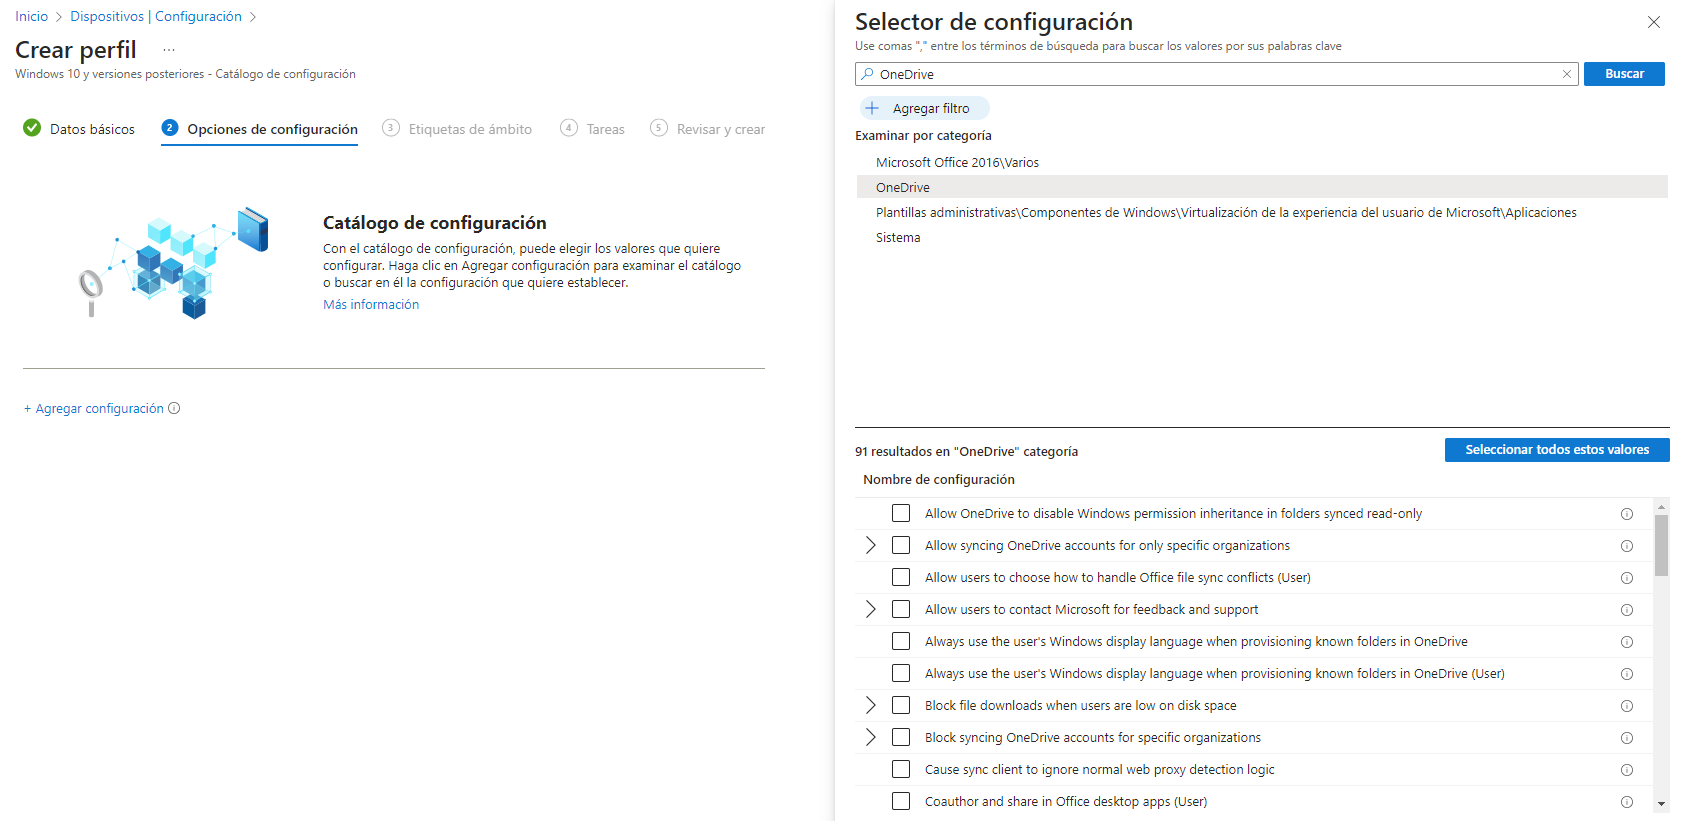 Inicio > Dispositivos | Configuración >
Crear perfil ...
Windows 10 y versiones posteriores - Catálogo de configuración
Datos básicos
2 Opciones de configuración
3 Etiquetas de ámbito
4 Tareas
5 Revisar y crear
Catálogo de configuración
Con el catálogo de configuración, puede elegir los valores que quiere
configurar. Haga clic en Agregar configuración para examinar el catálogo
o buscar en él la configuración que quiere establecer.
Más información
+ Agregar configuración
Selector de configuración
Use comas "," entre los términos de búsqueda para buscar los valores por sus palabras clave
OneDrive
Buscar
Agregar filtro
Examinar por categoría
Microsoft Office 2016\Varios
OneDrive
Plantillas administrativas\Componentes de Windows\Virtualización de la experiencia del usuario de Microsoft\Aplicaciones
Sistema
91 resultados en "OneDrive" categoría
Seleccionar todos estos valores
Nombre de configuración
Allow OneDrive to disable Windows permission inheritance in folders synced read-only
Allow syncing OneDrive accounts for only specific organizations
Allow users to choose how to handle Office file sync conflicts (User)
Allow users to contact Microsoft for feedback and support
Always use the user's Windows display language when provisioning known folders in OneDrive
Always use the user's Windows display language when provisioning known folders in OneDrive (User)
Block file downloads when users are low on disk space
Block syncing OneDrive accounts for specific organizations
Cause sync client to ignore normal web proxy detection logic
Coauthor and share in Office desktop apps (User)